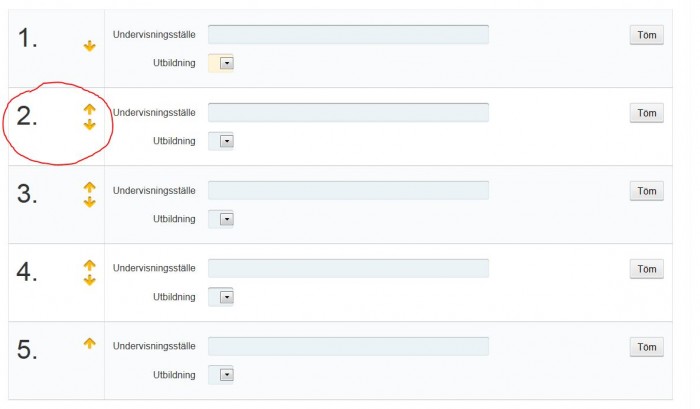 1. Undervisningsställe Töm
Utbildning
2. Undervisningsställe Töm
Utbildning
3. Undervisningsställe Töm
Utbildning
4. Undervisningsställe Töm
Utbildning
5. Undervisningsställe Töm
Utbildning